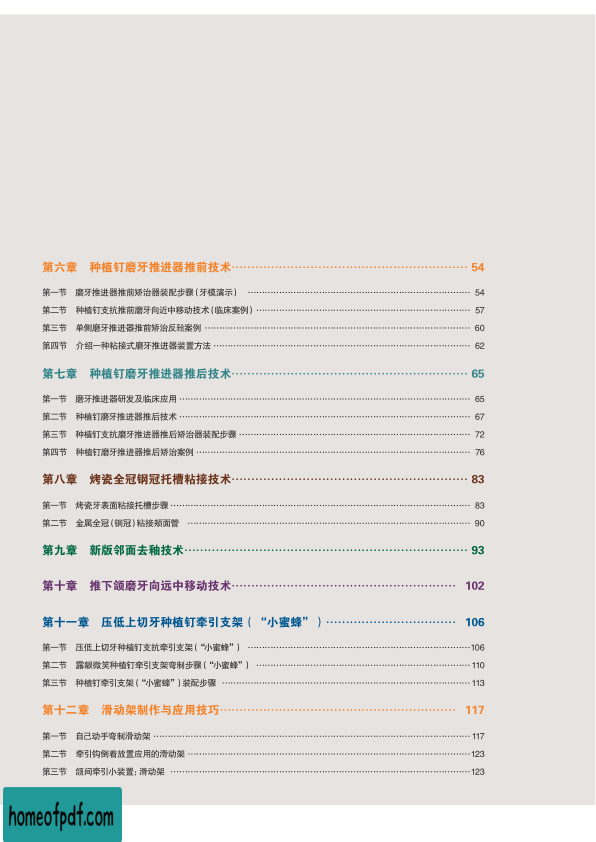 第六章　种植钉磨牙推进器推前技术…………………………………………………… 54
第一节　磨牙推进器推前矫治器装配步骤(牙模演示)　…………………………………………………… 54
第二节　种植钉支抗推前磨牙向近中移动技术(临床案例)…………………………………………………… 57
第三节　单侧磨牙推进器推前矫治反𬌗案例…………………………………………………… 60
第四节　介绍一种粘接式磨牙推进器装置方法…………………………………………………… 62
第七章　种植钉磨牙推进器推后技术…………………………………………………… 65
第一节　磨牙推进器研发及临床应用…………………………………………………… 65
第二节　种植钉磨牙推进器推后技术…………………………………………………… 67
第三节　种植钉支抗磨牙推进器推后矫治器装配步骤…………………………………………………… 72
第四节　种植钉磨牙推进器推后矫治案例…………………………………………………… 76
第八章　烤瓷全冠钢冠托槽粘接技术…………………………………………………… 83
第一节　烤瓷牙表面粘接托槽步骤…………………………………………………… 83
第二节　金属全冠(钢冠)粘接颊面管　…………………………………………………… 90
第九章　新版邻面去釉技术…………………………………………………… 93
第十章　推下颌磨牙向远中移动技术……………………………………………… 102
第十一章　压低上切牙种植钉牵引支架(“小蜜蜂”)…………………………… 106
第一节　压低上切牙种植钉支抗牵引支架(“小蜜蜂”)　……………………………………………………106
第二节　露龈微笑种植钉牵引支架弯制步骤(“小蜜蜂”)　…………………………………………………… 110
第三节　种植钉牵引支架(“小蜜蜂”)装配步骤　…………………………………………………… 113
第十二章　滑动架制作与应用技巧…………………………………………………… 117
第一节　自己动手弯制滑动架…………………………………………………… 117
第二节　牵引钩倒着放置应用的滑动架……………………………………………………123
第三节　颌间牵引小装置:滑动架　……………………………………………………123
homeofpdf.com